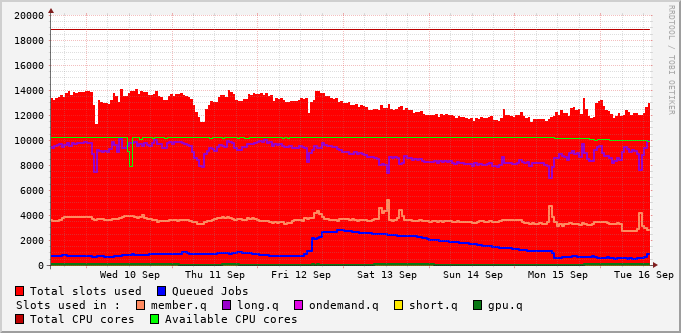 RRDTOOL / TOBI OETIKER
20000
18000
16000
14000
12000
10000
8000
6000
4000
2000
0
Wed 10 Sep Thu 11 Sep Fri 12 Sep Sat 13 Sep Sun 14 Sep Mon 15 Sep Tue 16 Sep
Total slots used Queued Jobs
Slots used in : member.q long.q ondemand.q short.q gpu.q
Total CPU cores Available CPU cores